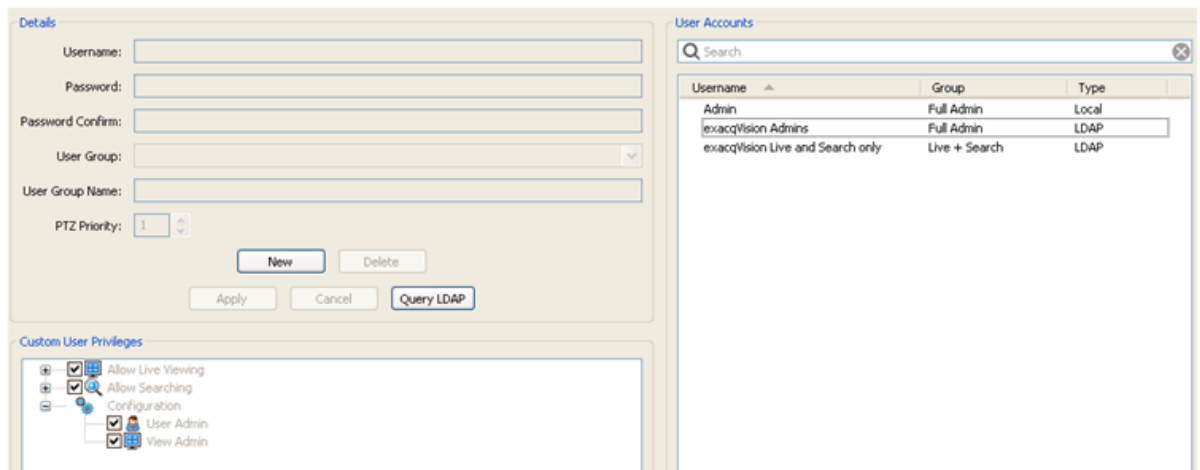 Details
Username:
Password:
Password Confirm:
User Group:
User Group Name:
PTZ Priority: 1
New Delete
Apply Cancel Query LDAP
Custom User Privileges
Allow Live Viewing
Allow Searching
Configuration
User Admin
View Admin
User Accounts
Search
Username Group Type
Admin Full Admin Local
exacqVision Admins Full Admin LDAP
exacqVision Live and Search only Live + Search LDAP